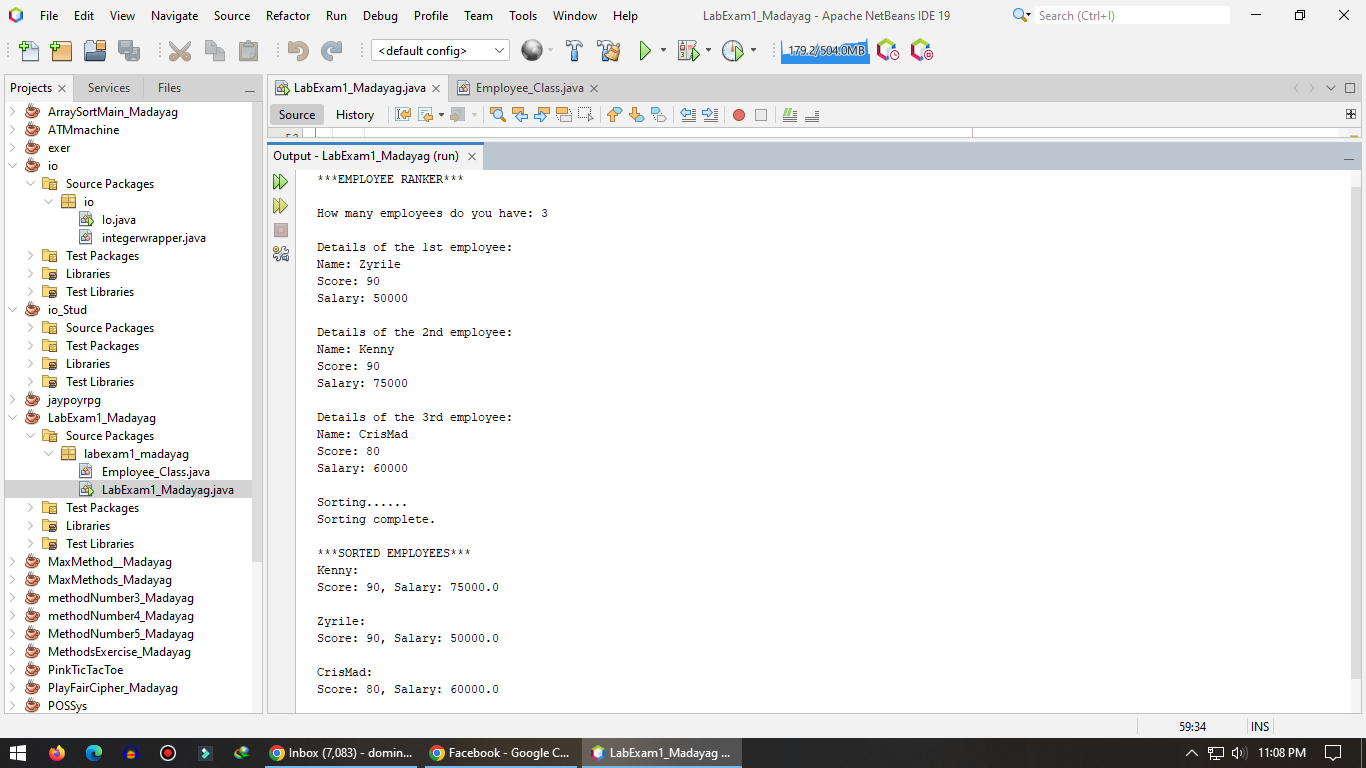 File Edit View Navigate Source Refactor Run Debug Profile Team Tools Window Help LabExam1_Madayag - Apache NetBeans IDE 19 Search (Ctrl+I)
<default config> 179.2/504.0MB
Projects Services Files
ArraySortMain_Madayag
ATMmachine
exer
io
Source Packages
io
Io.java
integerwrapper.java
Test Packages
Libraries
Test Libraries
io_Stud
Source Packages
Test Packages
Libraries
Test Libraries
jaypoyrpg
LabExam1_Madayag
Source Packages
labexam1_madayag
Employee_Class.java
LabExam1_Madayag.java
Test Packages
Libraries
Test Libraries
MaxMethod__Madayag
MaxMethods_Madayag
methodNumber3_Madayag
methodNumber4_Madayag
MethodNumber5_Madayag
MethodsExercise_Madayag
PinkTicTacToe
PlayFairCipher_Madayag
POSSys
LabExam1_Madayag.java Employee_Class.java
Source History
Output - LabExam1_Madayag (run)
***EMPLOYEE RANKER***
How many employees do you have: 3
Details of the 1st employee:
Name: Zyrile
Score: 90
Salary: 50000
Details of the 2nd employee:
Name: Kenny
Score: 90
Salary: 75000
Details of the 3rd employee:
Name: CrisMad
Score: 80
Salary: 60000
Sorting......
Sorting complete.
***SORTED EMPLOYEES***
Kenny:
Score: 90, Salary: 75000.0
Zyrile:
Score: 90, Salary: 50000.0
CrisMad:
Score: 80, Salary: 60000.0
59:34 INS
Inbox (7,083) - domin... Facebook - Google C... LabExam1_Madayag ... 11:08 PM